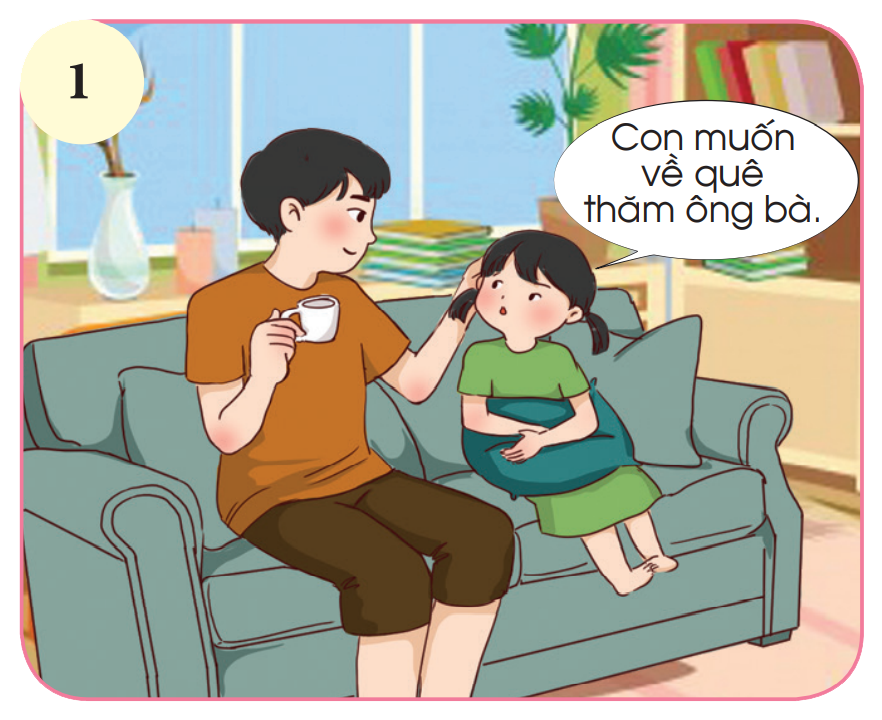 1
Con muốn
về quê
thăm ông bà.